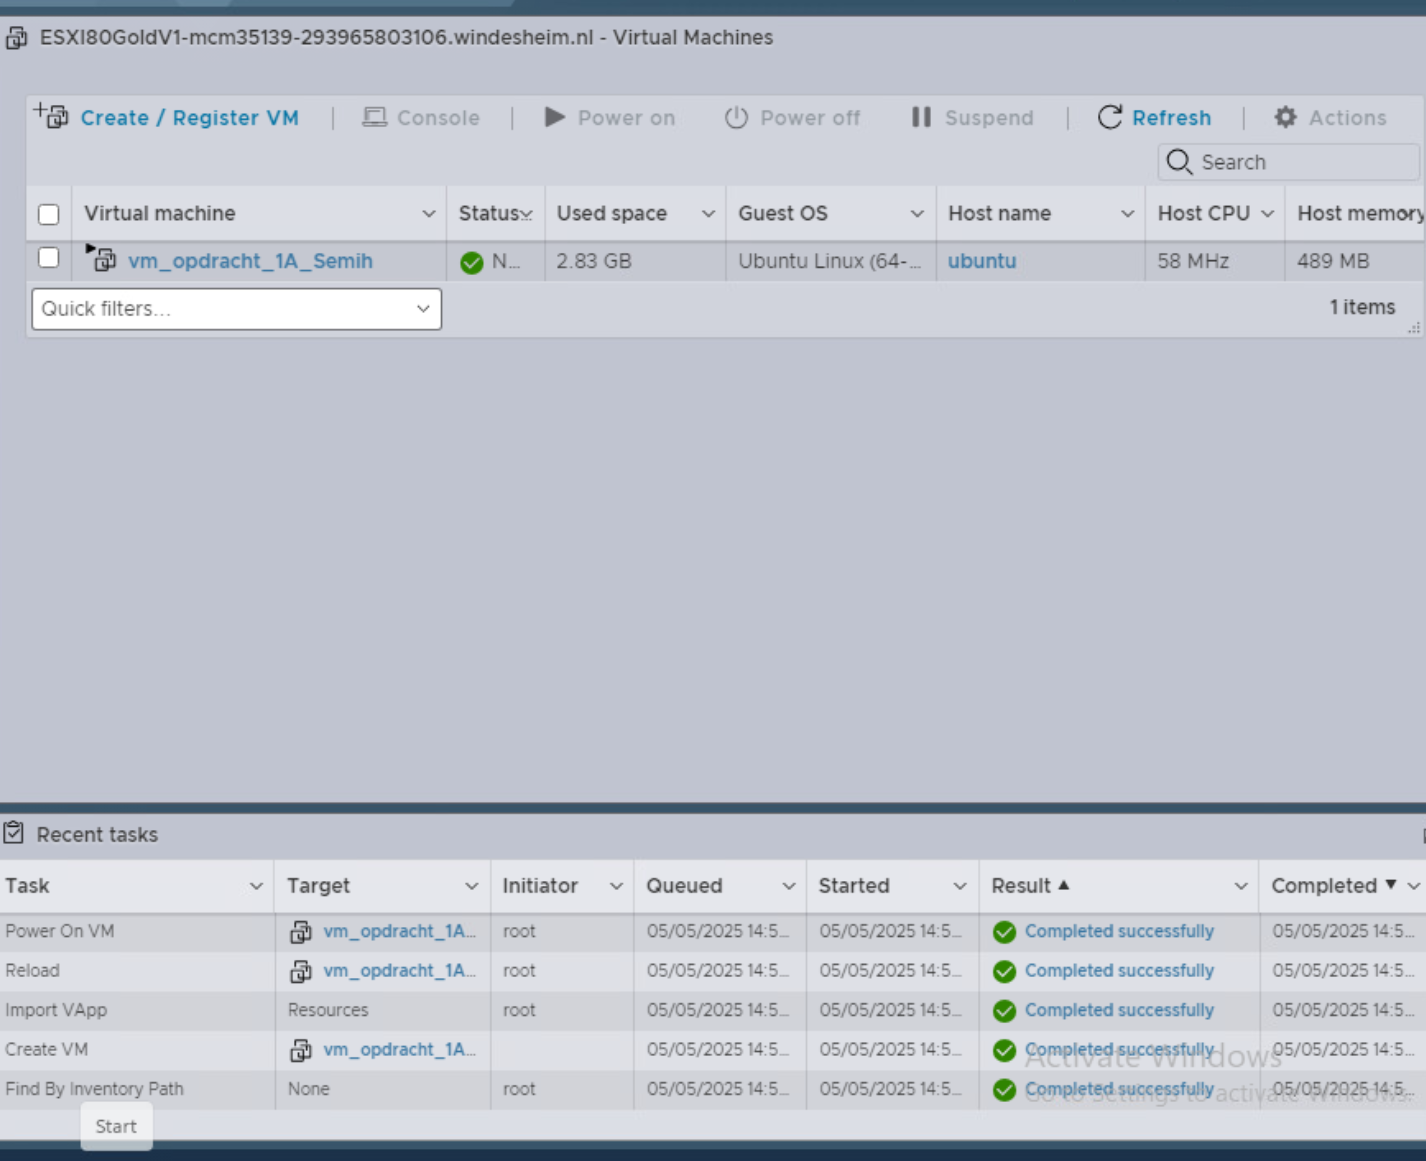 ESXI80GoldV1-mcm35139-293965803106.windesheim.nl - Virtual Machines
Create / Register VM | Console | Power on Power off Suspend | Refresh | Actions
Search
Virtual machine Status Used space Guest OS Host name Host CPU Host memory
vm_opdracht_1A_Semih N... 2.83 GB Ubuntu Linux (64-... ubuntu 58 MHz 489 MB
Quick filters... 1 items
Recent tasks
Task Target Initiator Queued Started Result ▲ Completed ▼
Power On VM vm_opdracht_1A... root 05/05/2025 14:5... 05/05/2025 14:5... Completed successfully 05/05/2025 14:5...
Reload vm_opdracht_1A... root 05/05/2025 14:5... 05/05/2025 14:5... Completed successfully 05/05/2025 14:5...
Import VApp Resources root 05/05/2025 14:5... 05/05/2025 14:5... Completed successfully 05/05/2025 14:5...
Create VM vm_opdracht_1A... 05/05/2025 14:5... 05/05/2025 14:5... Completed successfully 05/05/2025 14:5...
Activate Windows
Find By Inventory Path None root 05/05/2025 14:5... 05/05/2025 14:5... Completed successfully 05/05/2025 14:5...
Go to Settings to activate Windows.
Start